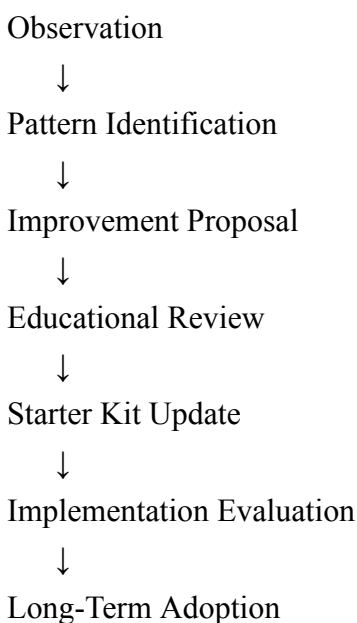 Observation
↓
Pattern Identification
↓
Improvement Proposal
↓
Educational Review
↓
Starter Kit Update
↓
Implementation Evaluation
↓
Long-Term Adoption